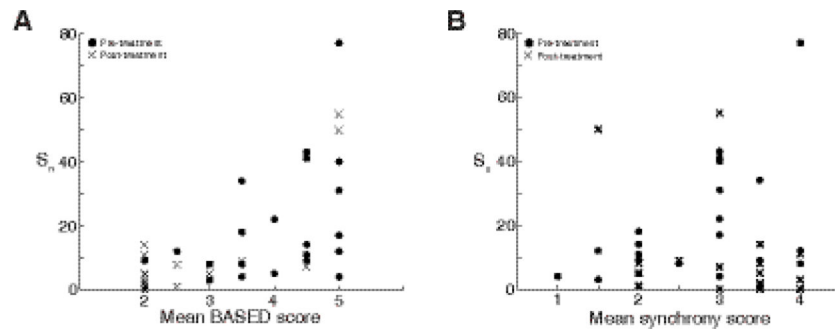 A
80
60
40
20
0
Sn
Pre-treatment
Post-treatment
2 3 4 5
Mean BASED score
B
80
60
40
20
0
S
Pre-treatment
Post-treatment
1 2 3 4
Mean synchrony score